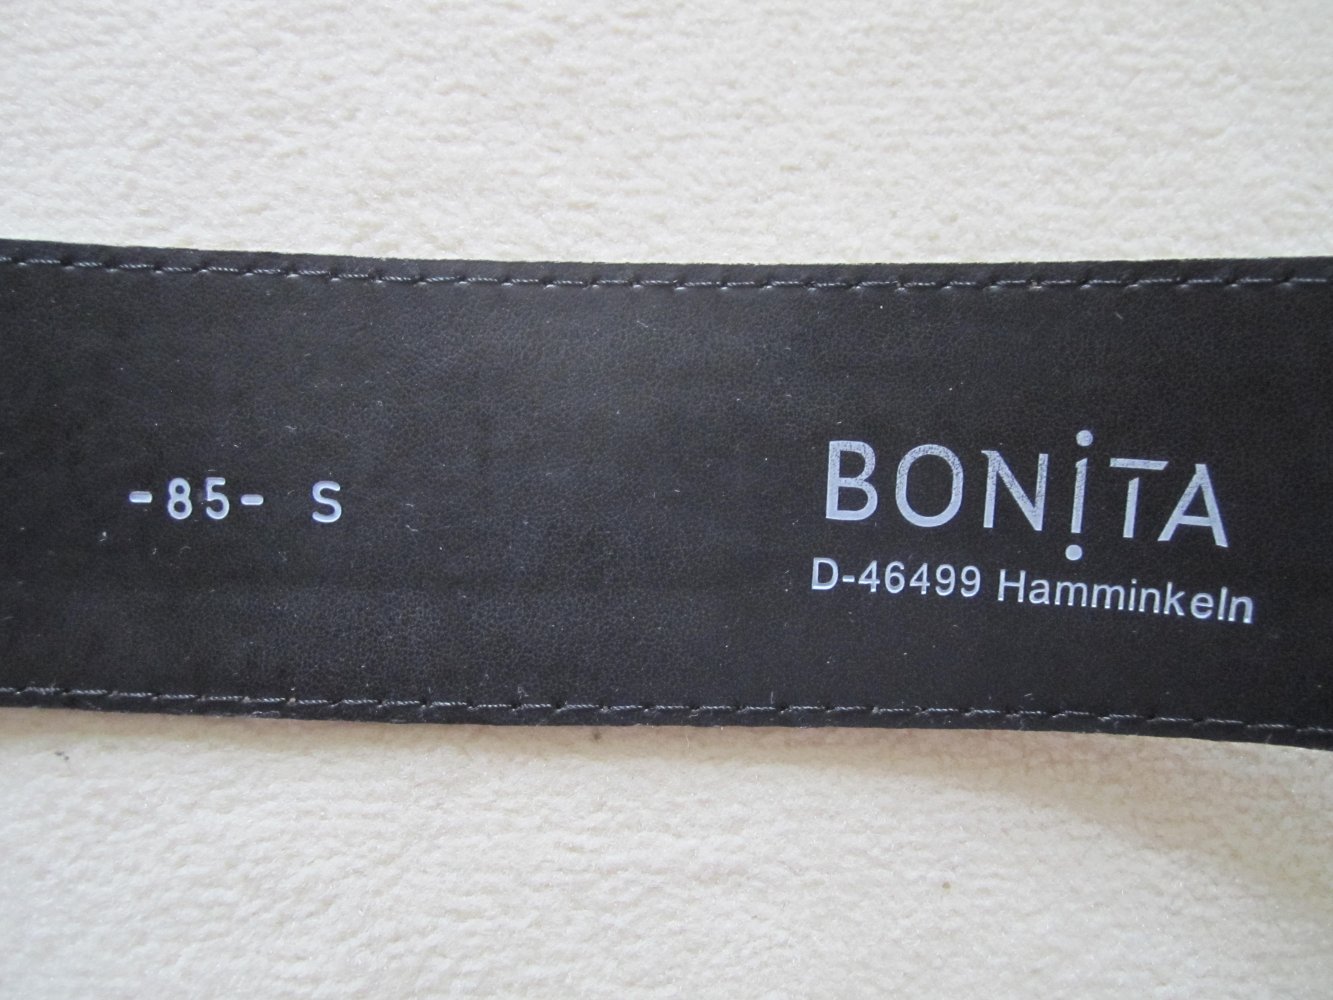 -85- S
BONiTA
D-46499 Hamminkeln